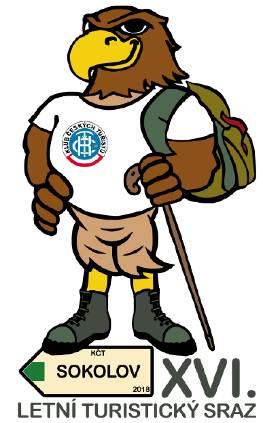 KLUB ČESKÝCH TURISTŮ
KČT
SOKOLOV
2018
XVI.
LETNÍ TURISTICKÝ SRAZ